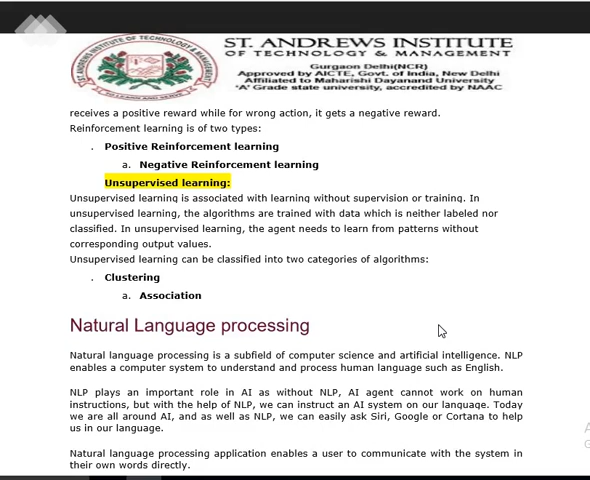 ST. ANDREWS INSTITUTE
OF TECHNOLOGY & MANAGEMENT
Gurgaon Delhi(NCR)
Approved by AICTE, Govt. of India, New Delhi
Affiliated to Maharishi Dayanand University
'A' Grade state university, accredited by NAAC
receives a positive reward while for wrong action, it gets a negative reward.
Reinforcement learning is of two types:
. Positive Reinforcement learning
a. Negative Reinforcement learning
Unsupervised learning:
Unsupervised learning is associated with learning without supervision or training. In
unsupervised learning, the algorithms are trained with data which is neither labeled nor
classified. In unsupervised learning, the agent needs to learn from patterns without
corresponding output values.
Unsupervised learning can be classified into two categories of algorithms:
. Clustering
a. Association
Natural Language processing
Natural language processing is a subfield of computer science and artificial intelligence. NLP
enables a computer system to understand and process human language such as English.
NLP plays an important role in AI as without NLP, AI agent cannot work on human
instructions, but with the help of NLP, we can instruct an AI system on our language. Today
we are all around AI, and as well as NLP, we can easily ask Siri, Google or Cortana to help
us in our language.
Natural language processing application enables a user to communicate with the system in
their own words directly.